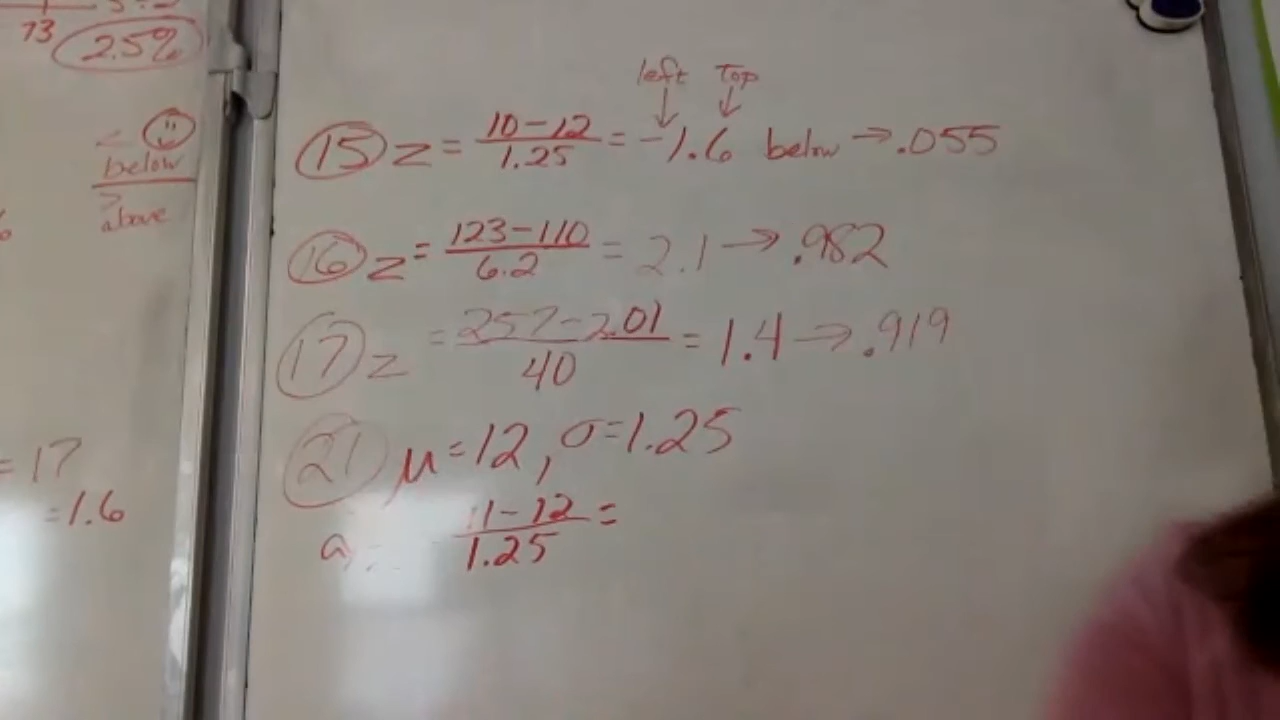 73
2.5%
<
below
>
above
%
= 17
= 1.6
left Top
15 z = 10 - 12 / 1.25 = -1.6 below → .055
16 z = 123 - 110 / 6.2 = 2.1 → .982
17 z = 257 - 201 / 40 = 1.4 → .919
21 μ = 12, σ = 1.25
a) 11 - 12 / 1.25 =